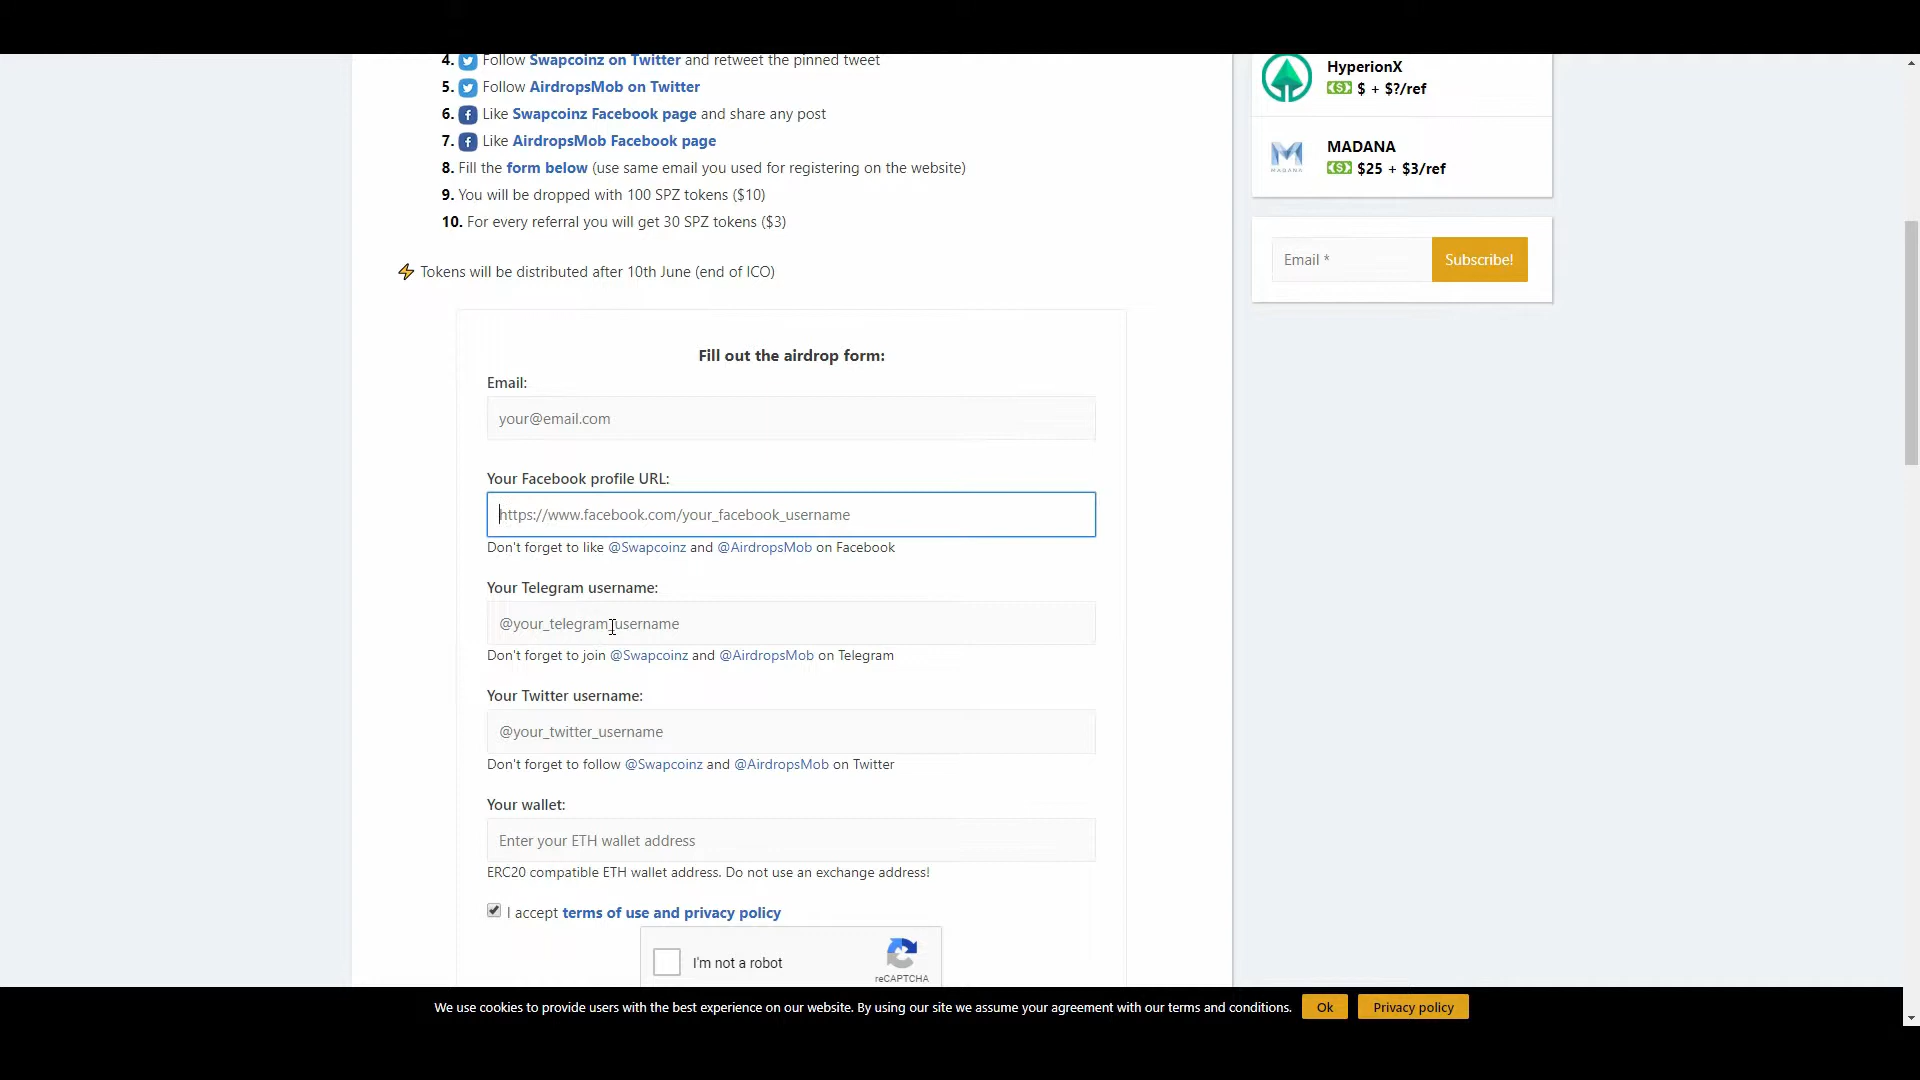 4. Follow Swapcoinz on Twitter and retweet the pinned tweet
5. Follow AirdropsMob on Twitter
6. Like Swapcoinz Facebook page and share any post
7. Like AirdropsMob Facebook page
8. Fill the form below (use same email you used for registering on the website)
9. You will be dropped with 100 SPZ tokens ($10)
10. For every referral you will get 30 SPZ tokens ($3)
Tokens will be distributed after 10th June (end of ICO)
Fill out the airdrop form:
Email:
your@email.com
Your Facebook profile URL:
https://www.facebook.com/your_facebook_username
Don't forget to like @Swapcoinz and @AirdropsMob on Facebook
Your Telegram username:
@your_telegram_username
Don't forget to join @Swapcoinz and @AirdropsMob on Telegram
Your Twitter username:
@your_twitter_username
Don't forget to follow @Swapcoinz and @AirdropsMob on Twitter
Your wallet:
Enter your ETH wallet address
ERC20 compatible ETH wallet address. Do not use an exchange address!
I accept terms of use and privacy policy
I'm not a robot
reCAPTCHA
HyperionX
$ + $?/ref
MADANA
MADANA
$25 + $3/ref
Email *
Subscribe!
We use cookies to provide users with the best experience on our website. By using our site we assume your agreement with our terms and conditions.
Ok
Privacy policy